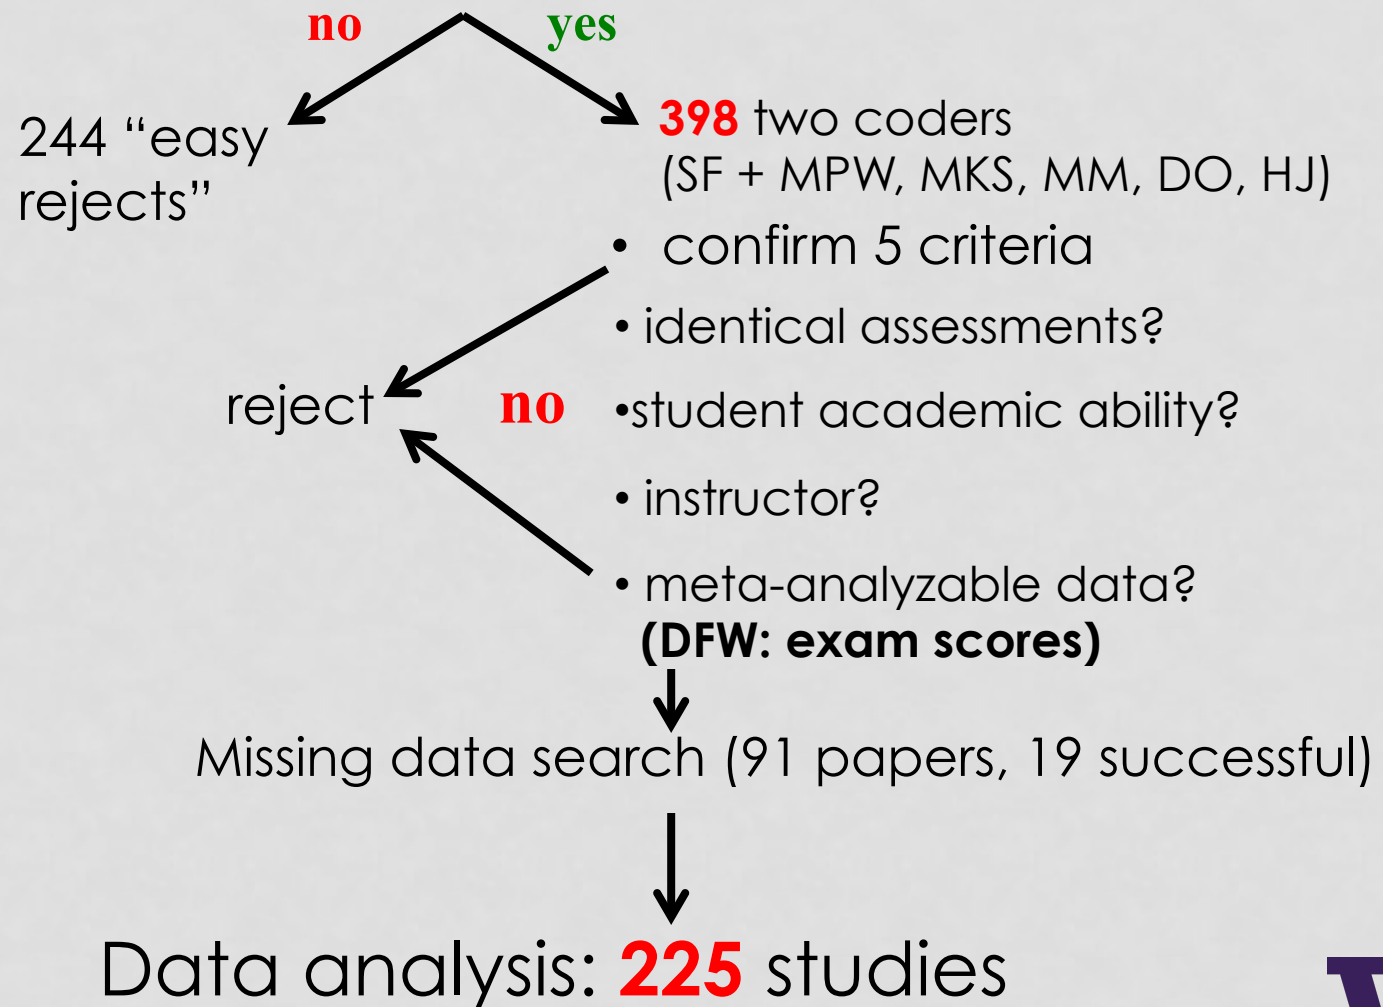 no
yes
244 “easy
rejects”
398 two coders
(SF + MPW, MKS, MM, DO, HJ)
• confirm 5 criteria
• identical assessments?
reject
no
•student academic ability?
• instructor?
• meta-analyzable data?
(DFW: exam scores)
Missing data search (91 papers, 19 successful)
Data analysis: 225 studies